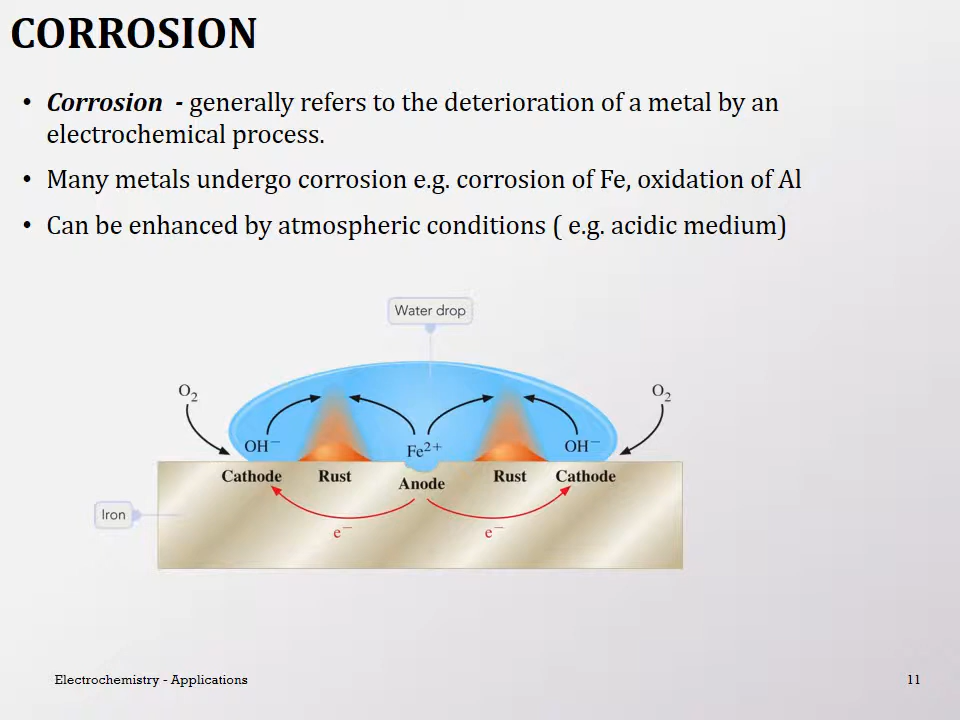 CORROSION
• Corrosion - generally refers to the deterioration of a metal by an
electrochemical process.
• Many metals undergo corrosion e.g. corrosion of Fe, oxidation of Al
• Can be enhanced by atmospheric conditions ( e.g. acidic medium)
Water drop
O₂ O₂
OH⁻ Fe²⁺ OH⁻
Cathode Rust Anode Rust Cathode
Iron
e⁻ e⁻
Electrochemistry - Applications 11